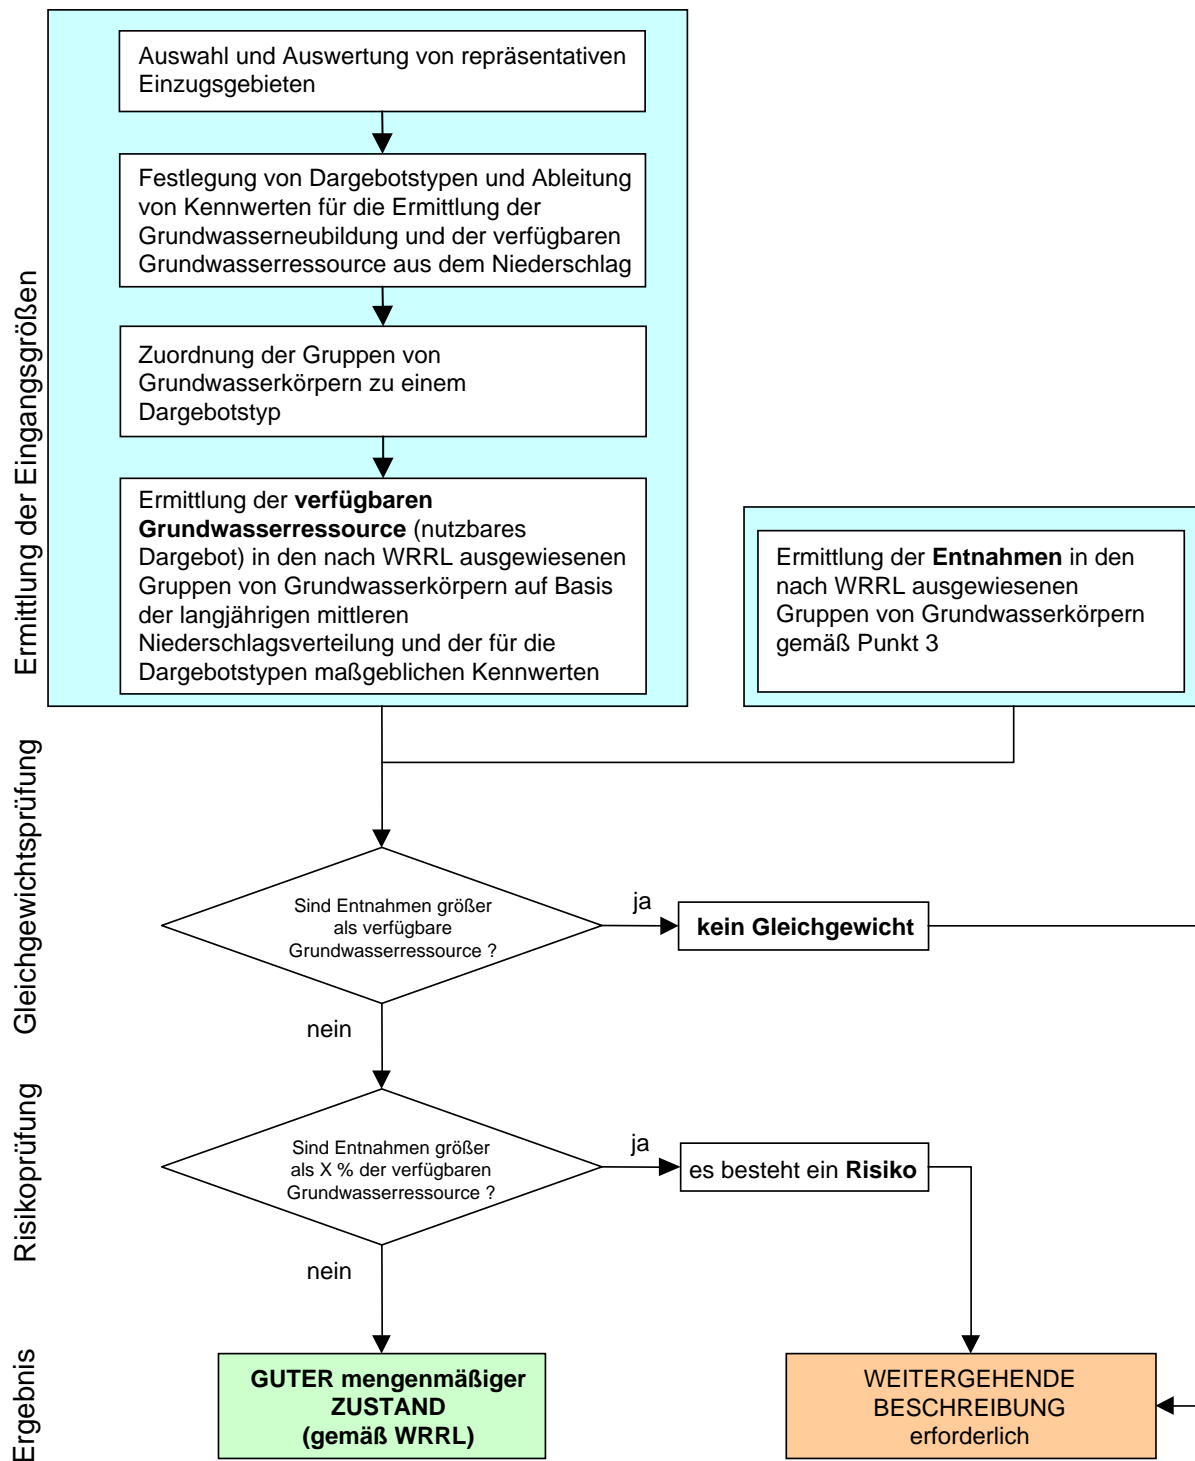 Ermittlung der Eingangsgrößen
Auswahl und Auswertung von repräsentativen
Einzugsgebieten
Festlegung von Dargebotstypen und Ableitung
von Kennwerten für die Ermittlung der
Grundwasserneubildung und der verfügbaren
Grundwasserressource aus dem Niederschlag
Zuordnung der Gruppen von
Grundwasserkörpern zu einem
Dargebotstyp
Ermittlung der verfügbaren
Grundwasserressource (nutzbares
Dargebot) in den nach WRRL ausgewiesenen
Gruppen von Grundwasserkörpern auf Basis
der langjährigen mittleren
Niederschlagsverteilung und der für die
Dargebotstypen maßgeblichen Kennwerten
Ermittlung der Entnahmen in den
nach WRRL ausgewiesenen
Gruppen von Grundwasserkörpern
gemäß Punkt 3
Gleichgewichtsprüfung
Sind Entnahmen größer
als verfügbare
Grundwasserressource ?
ja
kein Gleichgewicht
nein
Risikoprüfung
Sind Entnahmen größer
als X % der verfügbaren
Grundwasserressource ?
ja
es besteht ein Risiko
nein
Ergebnis
GUTER mengenmäßiger
ZUSTAND
(gemäß WRRL)
WEITERGEHENDE
BESCHREIBUNG
erforderlich